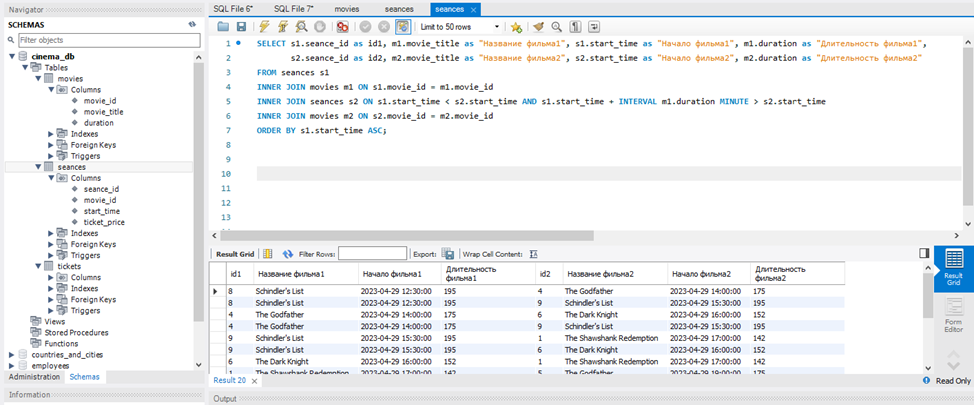 Navigator
SCHEMAS
Filter objects
cinema_db
Tables
movies
Columns
movie_id
movie_title
duration
Indexes
Foreign Keys
Triggers
seances
Columns
seance_id
movie_id
start_time
ticket_price
Indexes
Foreign Keys
Triggers
tickets
Columns
Indexes
Foreign Keys
Triggers
Views
Stored Procedures
Functions
countries_and_cities
employees
Administration Schemas
Information
SQL File 6* SQL File 7* movies seances seances
Limit to 50 rows
1 SELECT s1.seance_id as id1, m1.movie_title as "Название фильма1", s1.start_time as "Начало фильма1", m1.duration as "Длительность фильма1",
2 s2.seance_id as id2, m2.movie_title as "Название фильма2", s2.start_time as "Начало фильма2", m2.duration as "Длительность фильма2"
3 FROM seances s1
4 INNER JOIN movies m1 ON s1.movie_id = m1.movie_id
5 INNER JOIN seances s2 ON s1.start_time < s2.start_time AND s1.start_time + INTERVAL m1.duration MINUTE > s2.start_time
6 INNER JOIN movies m2 ON s2.movie_id = m2.movie_id
7 ORDER BY s1.start_time ASC;
8
9
10
11
12
13
Result Grid Filter Rows: Export: Wrap Cell Content:
id1 Название фильма1 Начало фильма1 Длительность фильма1 id2 Название фильма2 Начало фильма2 Длительность фильма2
8 Schindler's List 2023-04-29 12:30:00 195 4 The Godfather 2023-04-29 14:00:00 175
8 Schindler's List 2023-04-29 12:30:00 195 9 Schindler's List 2023-04-29 15:30:00 195
4 The Godfather 2023-04-29 14:00:00 175 6 The Dark Knight 2023-04-29 16:00:00 152
4 The Godfather 2023-04-29 14:00:00 175 9 Schindler's List 2023-04-29 15:30:00 195
9 Schindler's List 2023-04-29 15:30:00 195 1 The Shawshank Redemption 2023-04-29 17:00:00 142
9 Schindler's List 2023-04-29 15:30:00 195 6 The Dark Knight 2023-04-29 16:00:00 152
6 The Dark Knight 2023-04-29 16:00:00 152 1 The Shawshank Redemption 2023-04-29 17:00:00 142
1 The Shawshank Redemption 2023-04-29 17:00:00 142 5 The Godfather 2023-04-29 19:00:00 175
Result Grid
Form Editor
Result 20
Read Only
Output